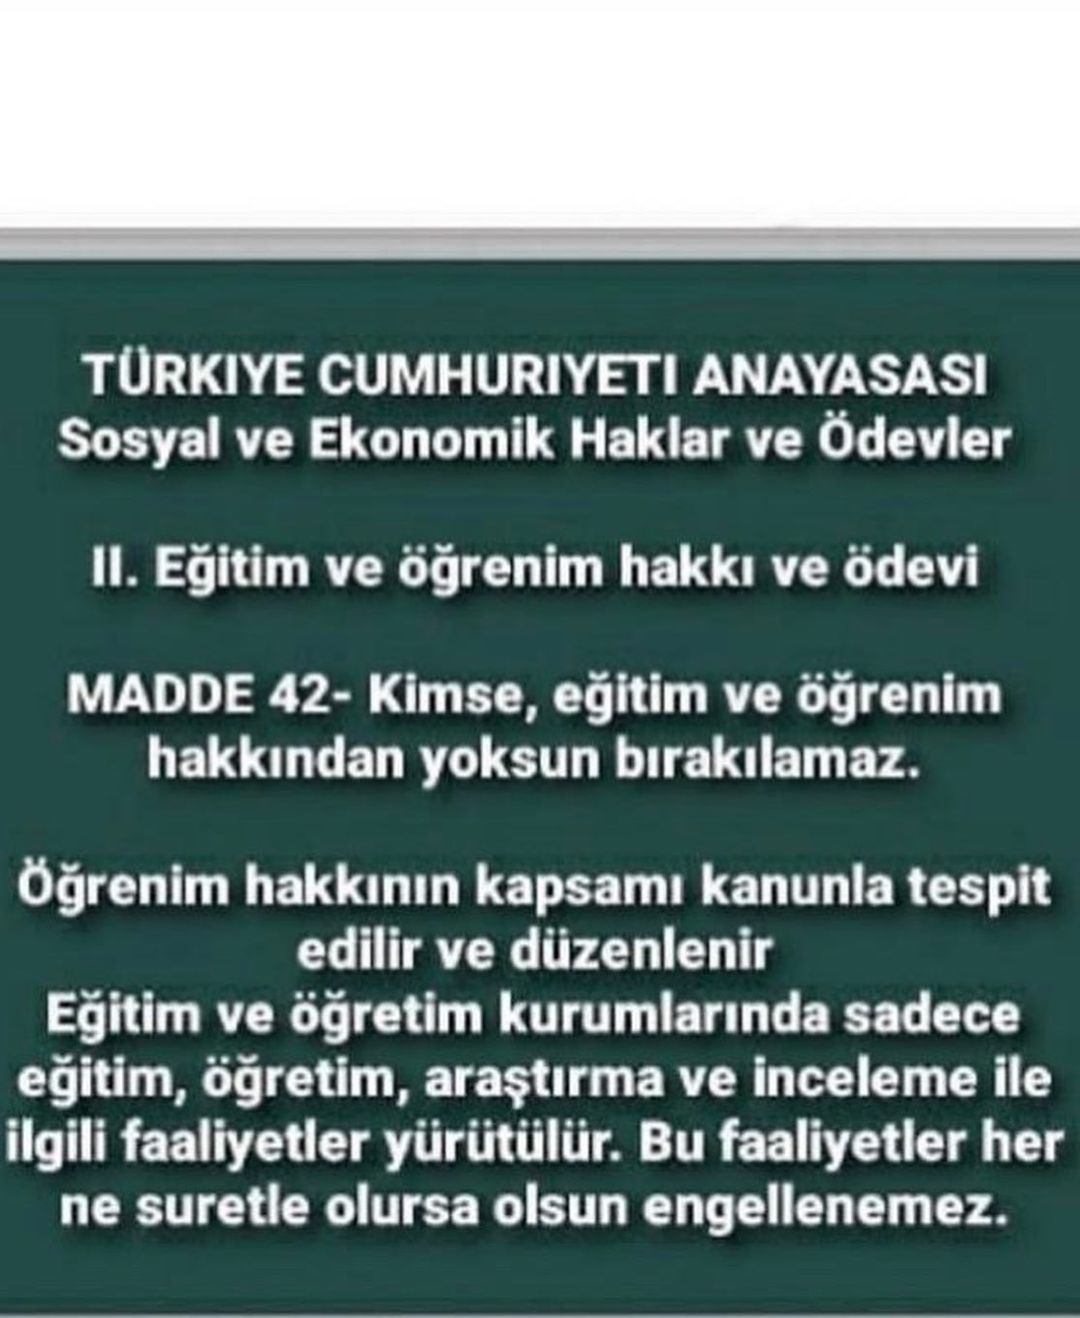 TÜRKIYE CUMHURIYETI ANAYASASI
Sosyal ve Ekonomik Haklar ve Ödevler
II. Eğitim ve öğrenim hakkı ve ödevi
MADDE 42- Kimse, eğitim ve öğrenim
hakkından yoksun bırakılamaz.
Öğrenim hakkının kapsamı kanunla tespit
edilir ve düzenlenir
Eğitim ve öğretim kurumlarında sadece
eğitim, öğretim, araştırma ve inceleme ile
ilgili faaliyetler yürütülür. Bu faaliyetler her
ne suretle olursa olsun engellenemez.